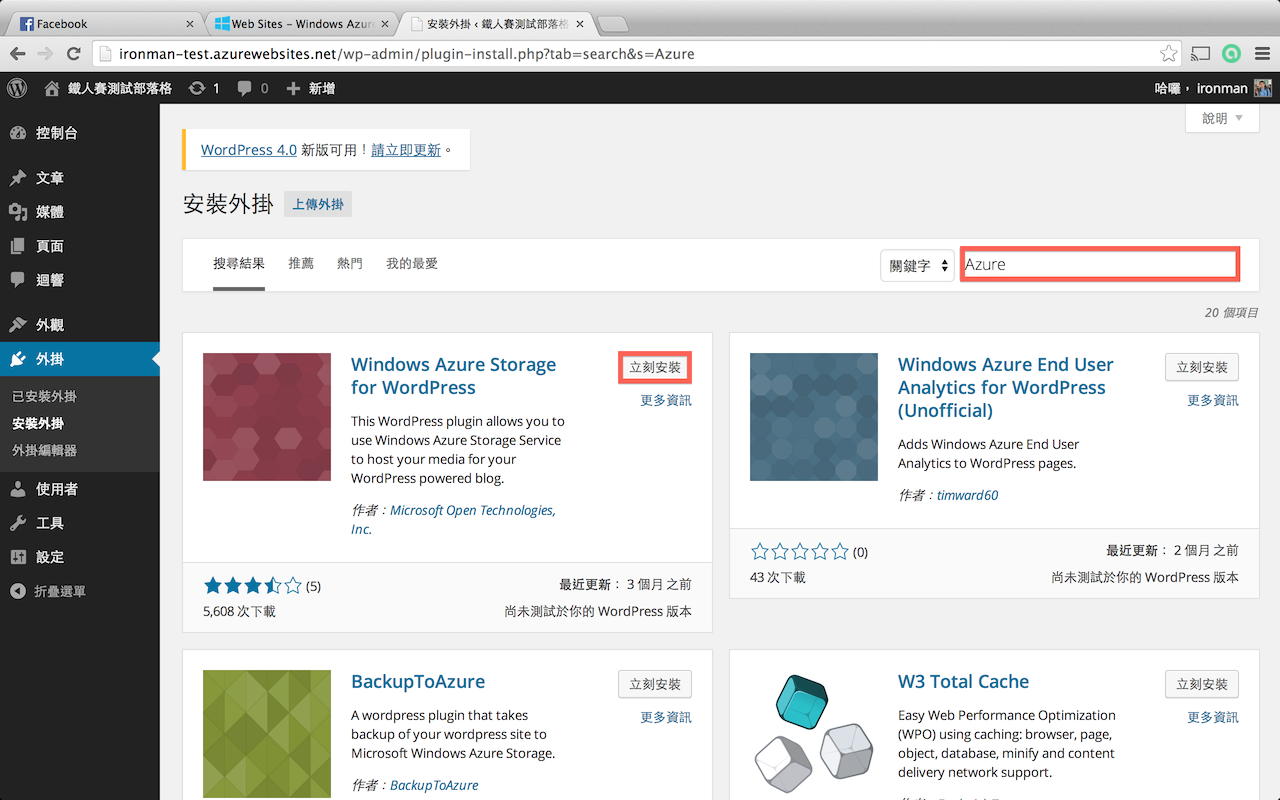 Facebook
Web Sites – Windows Azur
安裝外掛 ‹ 鐵人賽測試部落格
ironman-test.azurewebsites.net/wp-admin/plugin-install.php?tab=search&s=Azure
鐵人賽測試部落格
1
0
新增
哈囉，ironman
控制台
文章
媒體
頁面
迴響
外觀
外掛
已安裝外掛
安裝外掛
外掛編輯器
使用者
工具
設定
折疊選單
說明
WordPress 4.0 新版可用！請立即更新。
安裝外掛
上傳外掛
搜尋結果
推薦
熱門
我的最愛
關鍵字
Azure
20 個項目
Windows Azure Storage
for WordPress
立刻安裝
更多資訊
This WordPress plugin allows you to
use Windows Azure Storage Service
to host your media for your
WordPress powered blog.
作者：Microsoft Open Technologies,
Inc.
(5)
最近更新： 3 個月 之前
5,608 次下載
尚未測試於你的 WordPress 版本
Windows Azure End User
Analytics for WordPress
(Unofficial)
立刻安裝
更多資訊
Adds Windows Azure End User
Analytics to WordPress pages.
作者：timward60
(0)
最近更新： 2 個月 之前
43 次下載
尚未測試於你的 WordPress 版本
BackupToAzure
立刻安裝
更多資訊
A wordpress plugin that takes
backup of your wordpress site to
Microsoft Windows Azure Storage.
作者：BackupToAzure
W3 Total Cache
立刻安裝
更多資訊
Easy Web Performance Optimization
(WPO) using caching: browser, page,
object, database, minify and content
delivery network support.